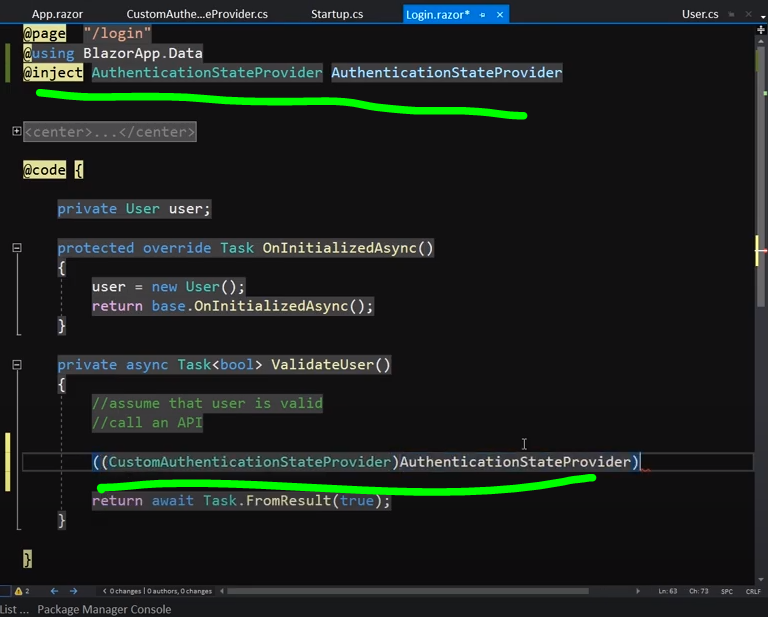 App.razor CustomAuthe...eProvider.cs Startup.cs Login.razor* User.cs
@page "/login"
@using BlazorApp.Data
@inject AuthenticationStateProvider AuthenticationStateProvider
<center>...</center>
@code {
private User user;
protected override Task OnInitializedAsync()
{
user = new User();
return base.OnInitializedAsync();
}
private async Task<bool> ValidateUser()
{
//assume that user is valid
//call an API
((CustomAuthenticationStateProvider)AuthenticationStateProvider)
return await Task.FromResult(true);
}
}
2 0 changes | 0 authors, 0 changes Ln: 63 Ch: 73 SPC CRLF
List ... Package Manager Console